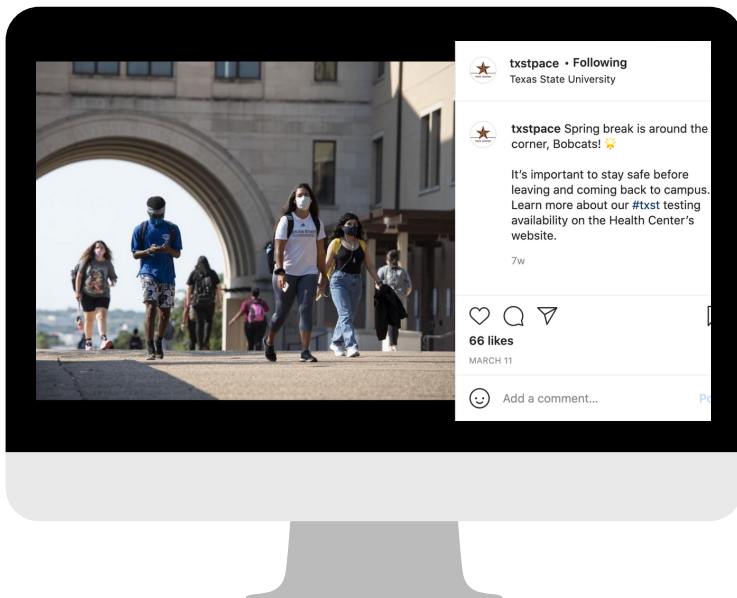 txstpace • Following
Texas State University
txstpace Spring break is around the
corner, Bobcats! 🌟
It's important to stay safe before
leaving and coming back to campus.
Learn more about our #txst testing
availability on the Health Center's
website.
7w
66 likes
MARCH 11
Add a comment...